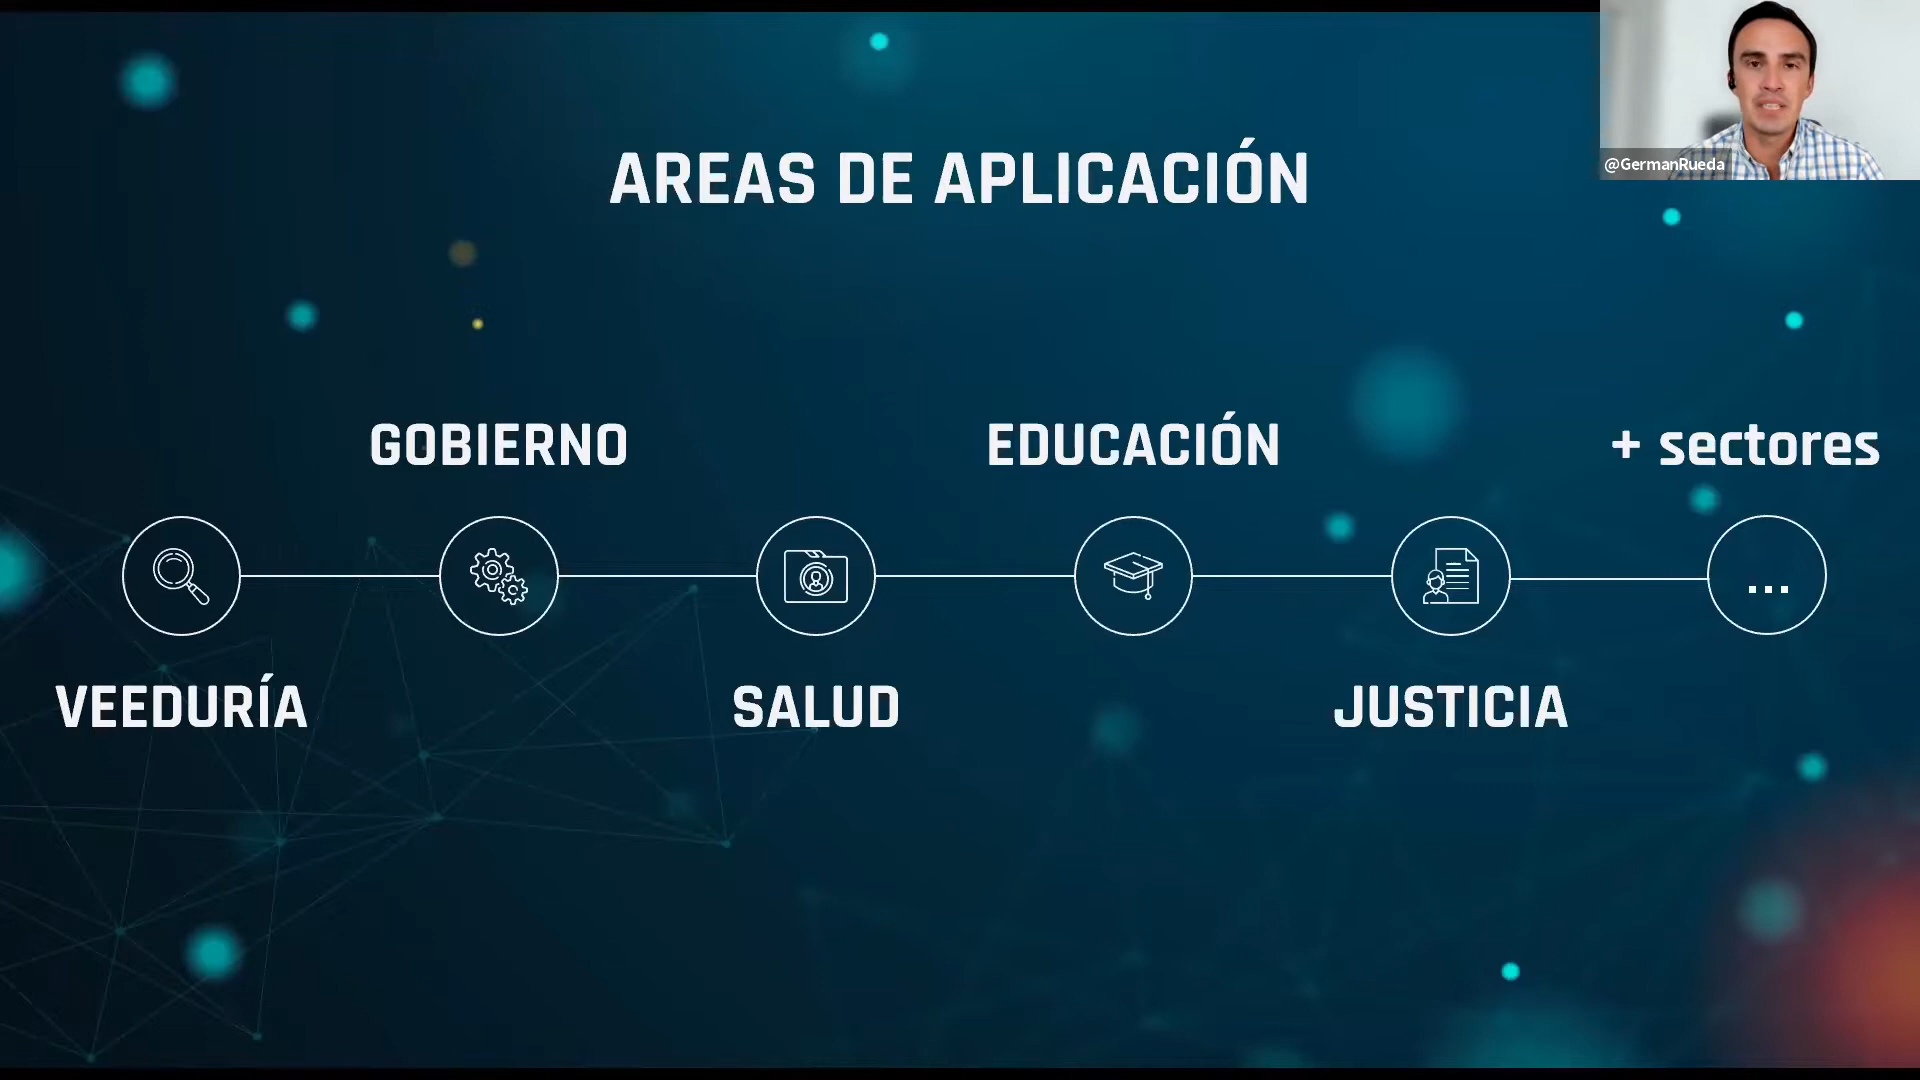 @GermanRueda
AREAS DE APLICACIÓN
GOBIERNO
EDUCACIÓN
+ sectores
...
VEEDURÍA
SALUD
JUSTICIA